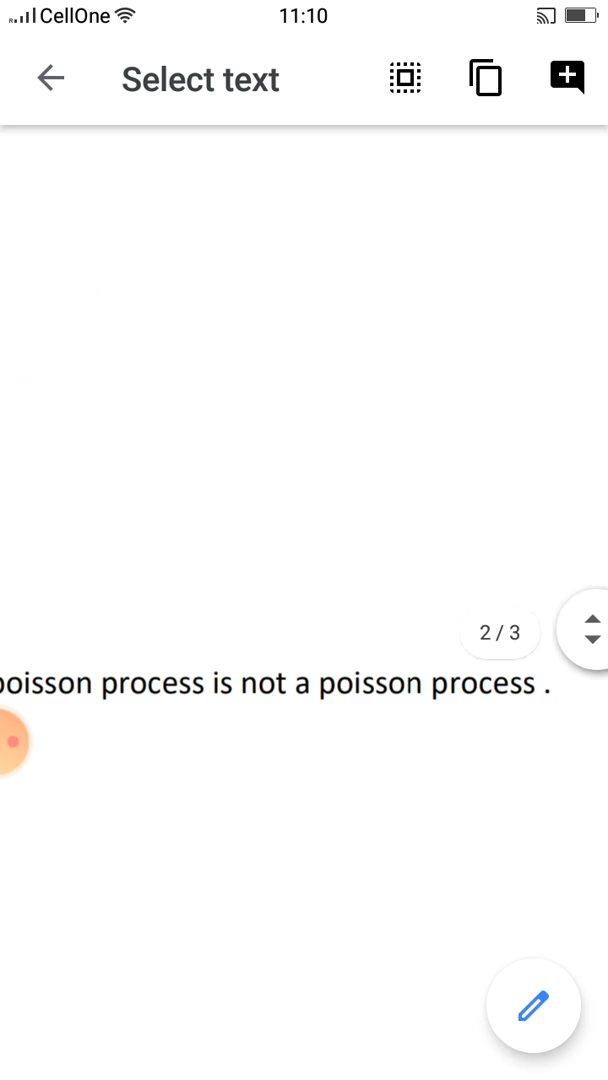 CellOne
11:10
Select text
2 / 3
poisson process is not a poisson process .